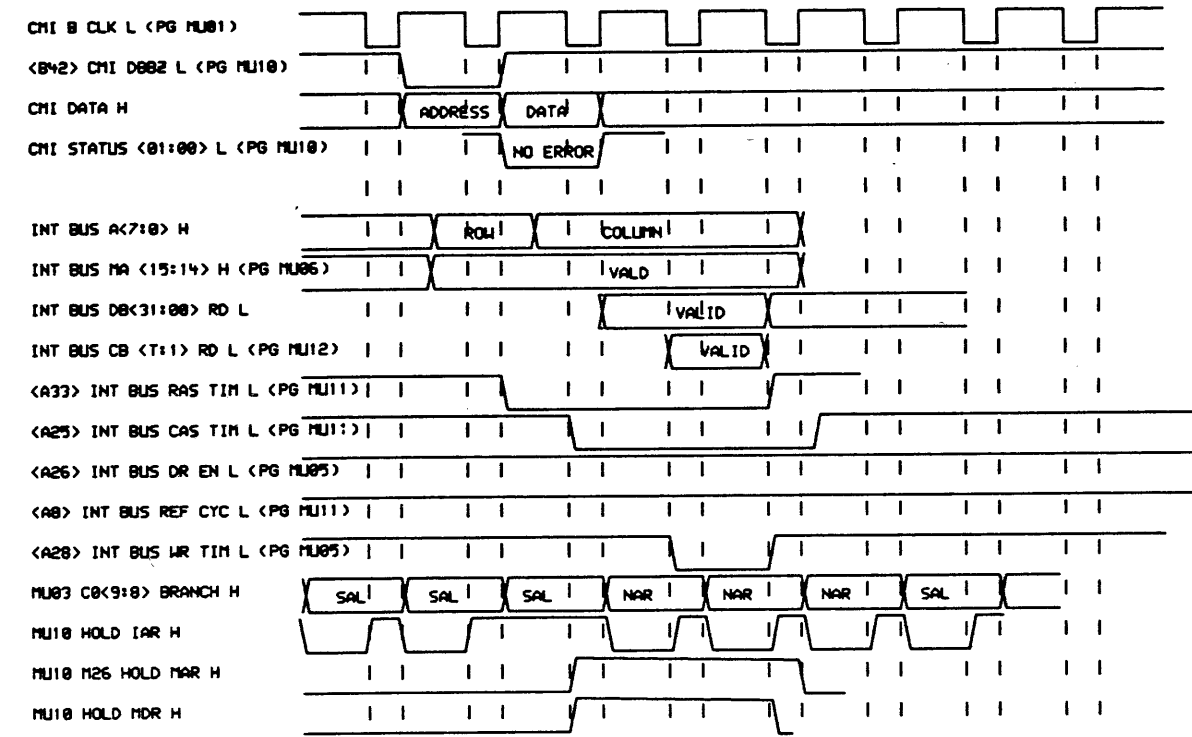 CMI B CLK L (PG MU01)
<B42> CMI DBBZ L (PG MU10)
CMI DATA H ADDRESS DATA
CMI STATUS <01:00> L (PG MU10) NO ERROR
INT BUS A<7:0> H ROW COLUMN
INT BUS MA <15:14> H (PG MU06) VALD
INT BUS DB<31:00> RD L VALID
INT BUS CB <T:1> RD L (PG MU12) VALID
<A33> INT BUS RAS TIM L (PG MU11)
<A25> INT BUS CAS TIM L (PG MU11)
<A26> INT BUS DR EN L (PG MU05)
<A8> INT BUS REF CYC L (PG MU11)
<A28> INT BUS WR TIM L (PG MU05)
MU03 C0<9:8> BRANCH H SAL SAL SAL NAR NAR NAR SAL
MU10 HOLD IAR H
MU10 M26 HOLD MAR H
MU10 HOLD MDR H